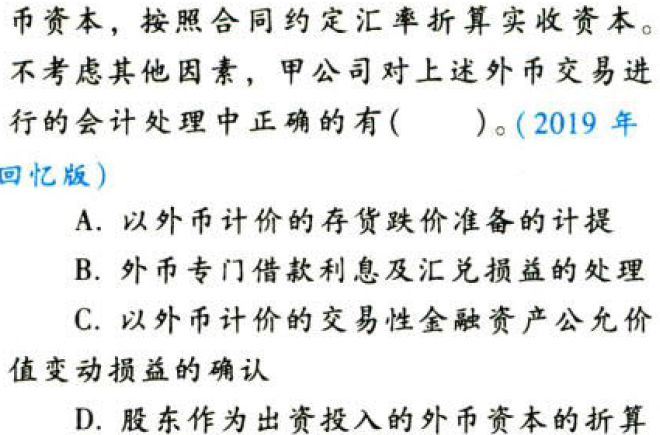 币资本，按照合同约定汇率折算实收资本。
不考虑其他因素，甲公司对上述外币交易进
行的会计处理中正确的有(　　)。(2019 年
回忆版)
A. 以外币计价的存货跌价准备的计提
B. 外币专门借款利息及汇兑损益的处理
C. 以外币计价的交易性金融资产公允价
值变动损益的确认
D. 股东作为出资投入的外币资本的折算